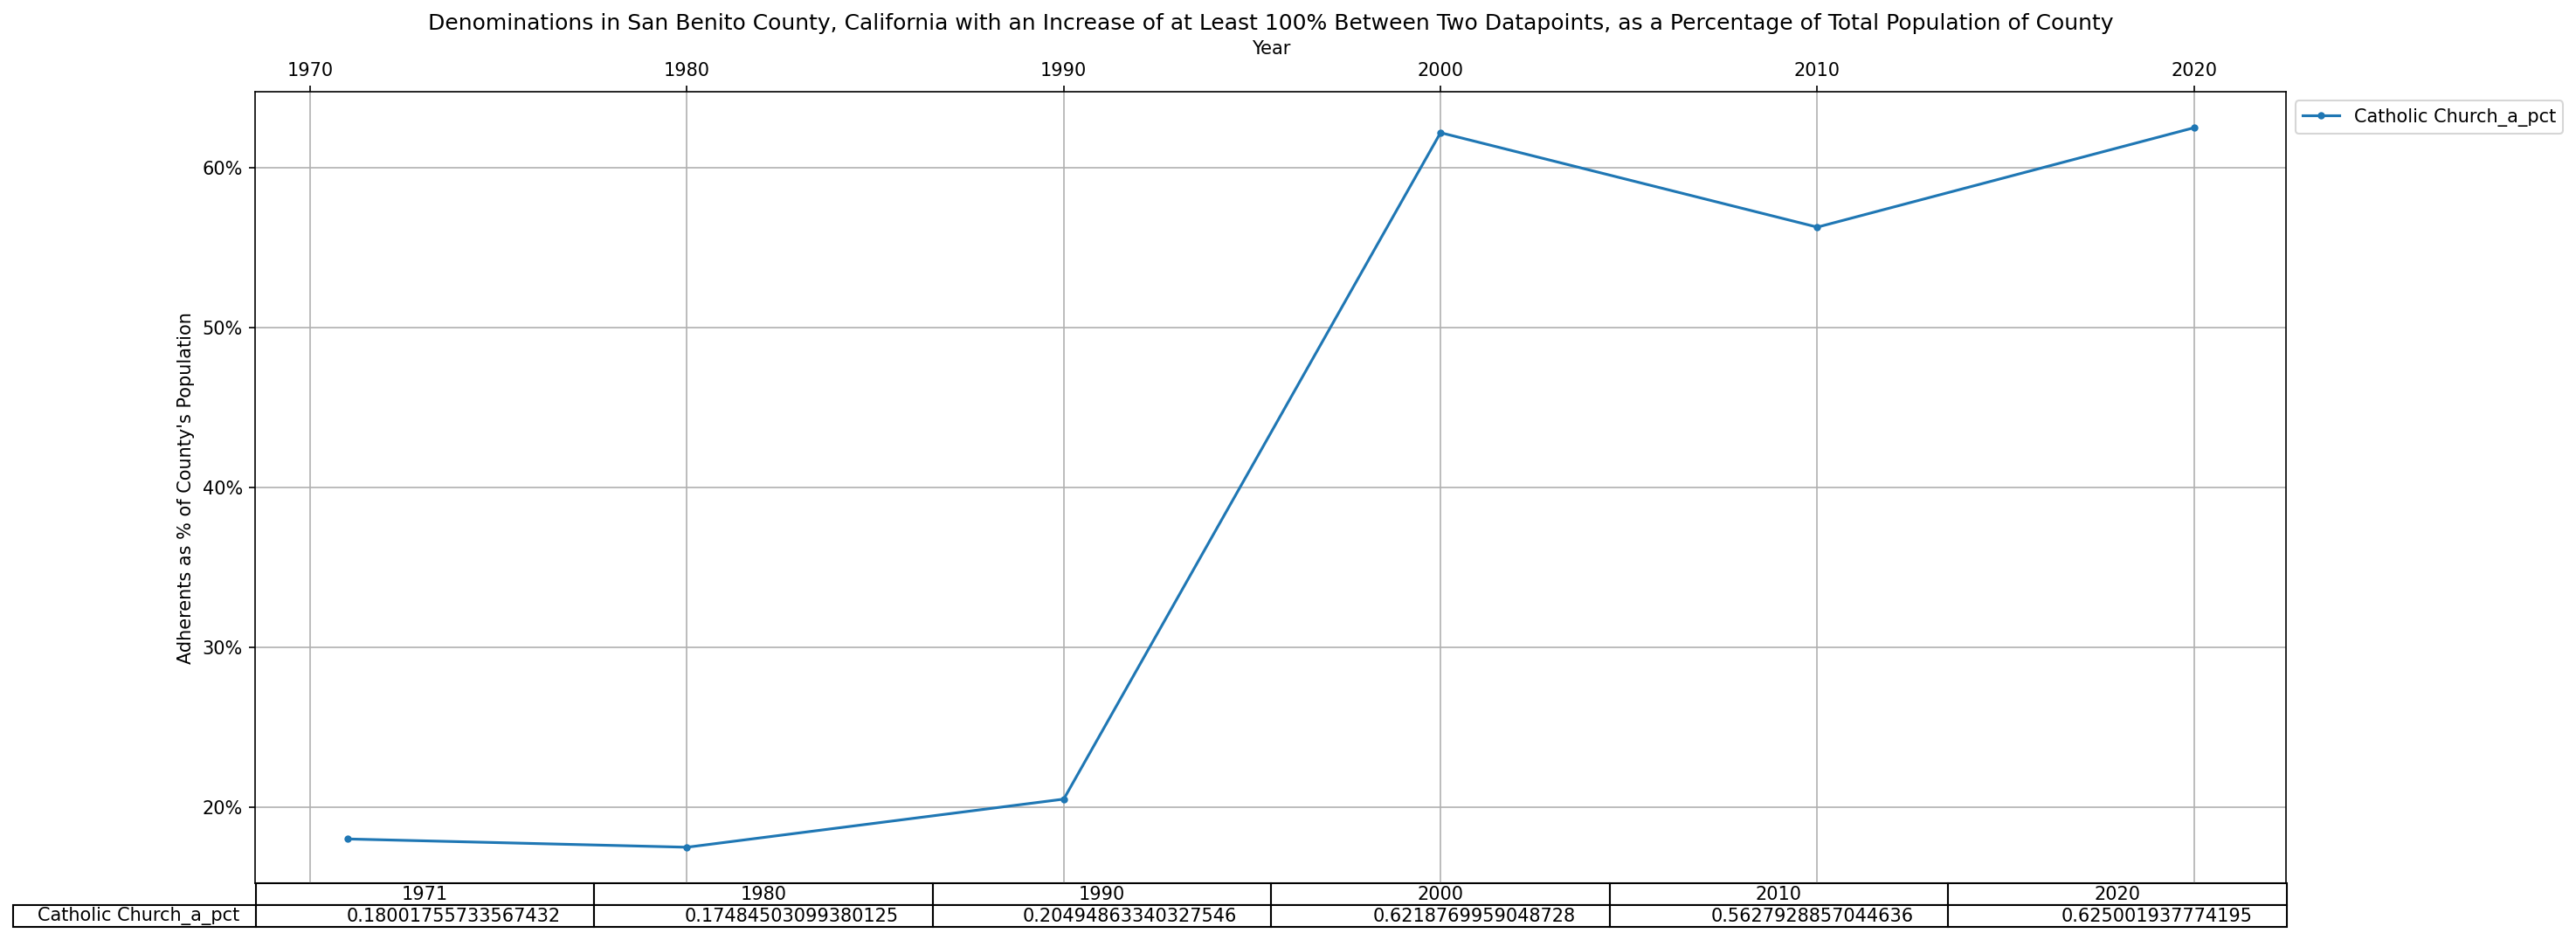 Denominations in San Benito County, California with an Increase of at Least 100% Between Two Datapoints, as a Percentage of Total Population of County
Year
1970 1980 1990 2000 2010 2020
Catholic Church_a_pct
60%
50%
40%
30%
20%
Adherents as % of County's Population
1971 1980 1990 2000 2010 2020
Catholic Church_a_pct 0.18001755733567432 0.17484503099380125 0.20494863340327546 0.6218769959048728 0.5627928857044636 0.625001937774195